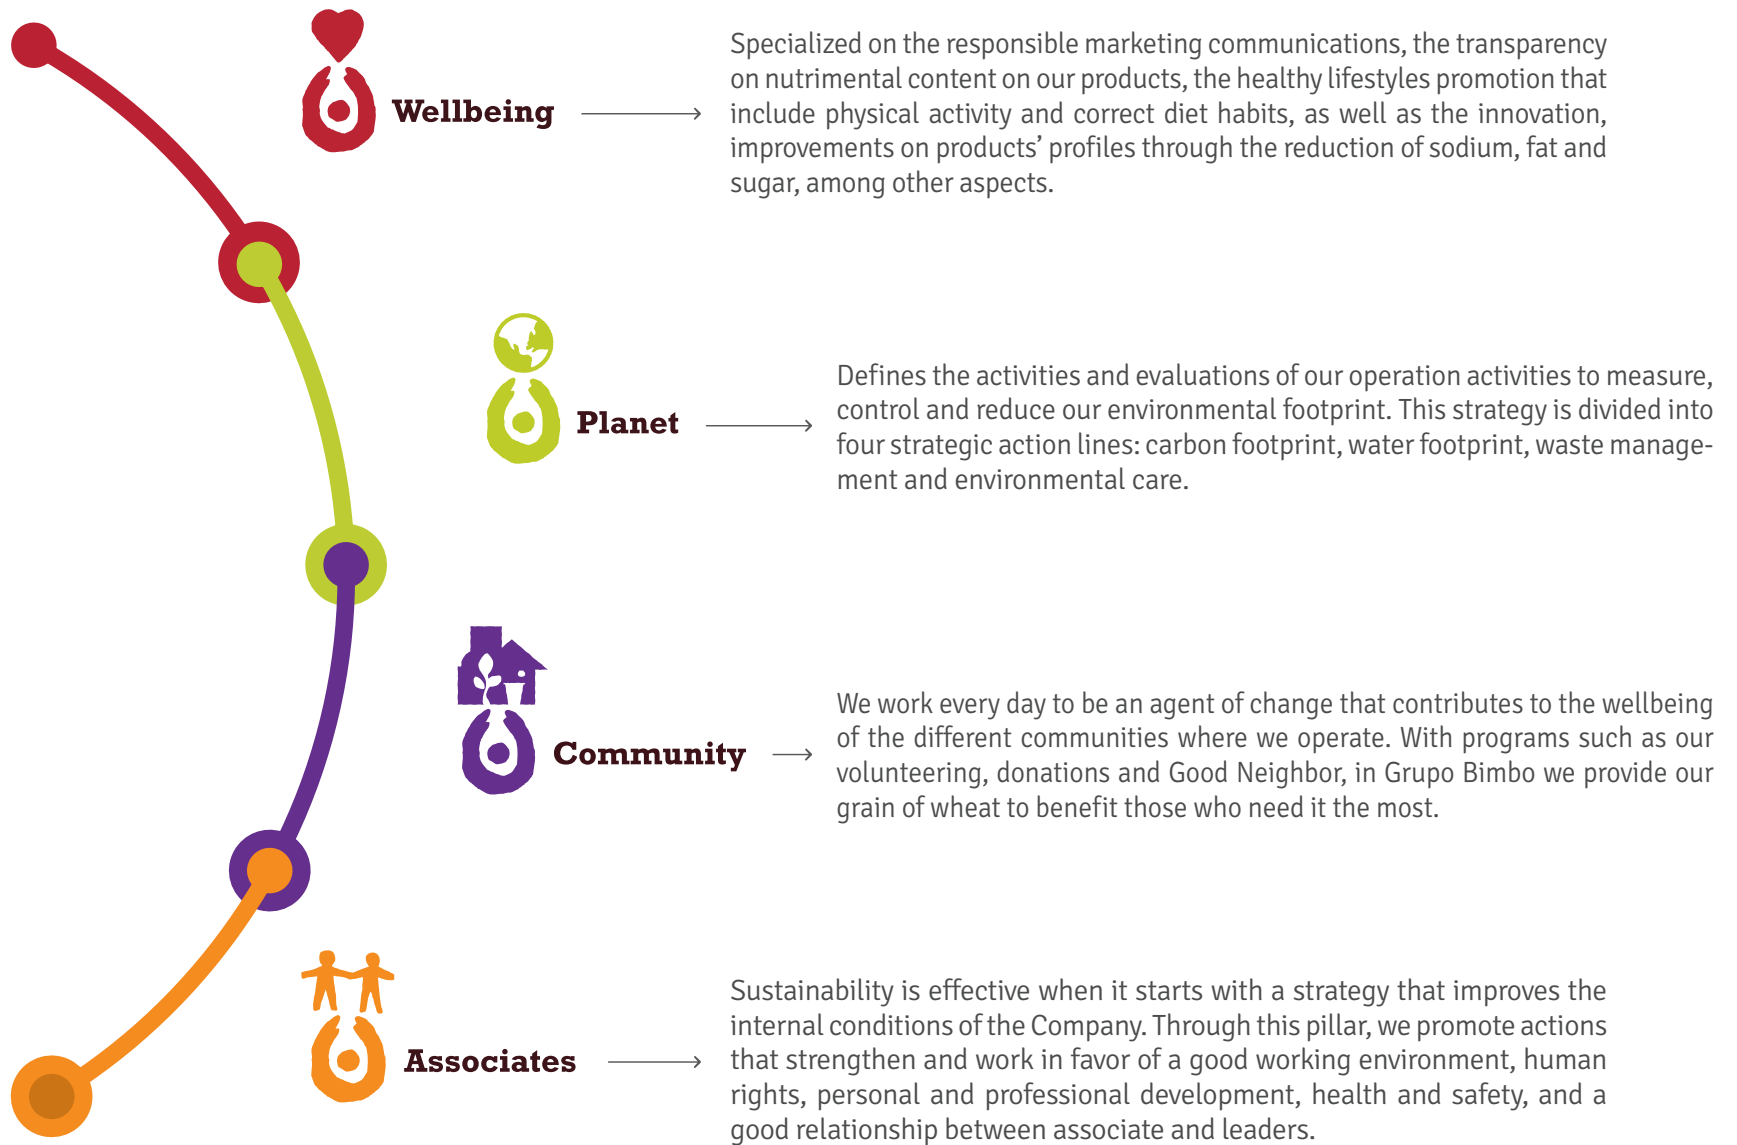 Wellbeing
Specialized on the responsible marketing communications, the transparency
on nutrimental content on our products, the healthy lifestyles promotion that
include physical activity and correct diet habits, as well as the innovation,
improvements on products’ profiles through the reduction of sodium, fat and
sugar, among other aspects.
Planet
Defines the activities and evaluations of our operation activities to measure,
control and reduce our environmental footprint. This strategy is divided into
four strategic action lines: carbon footprint, water footprint, waste manage-
ment and environmental care.
Community
We work every day to be an agent of change that contributes to the wellbeing
of the different communities where we operate. With programs such as our
volunteering, donations and Good Neighbor, in Grupo Bimbo we provide our
grain of wheat to benefit those who need it the most.
Associates
Sustainability is effective when it starts with a strategy that improves the
internal conditions of the Company. Through this pillar, we promote actions
that strengthen and work in favor of a good working environment, human
rights, personal and professional development, health and safety, and a
good relationship between associate and leaders.